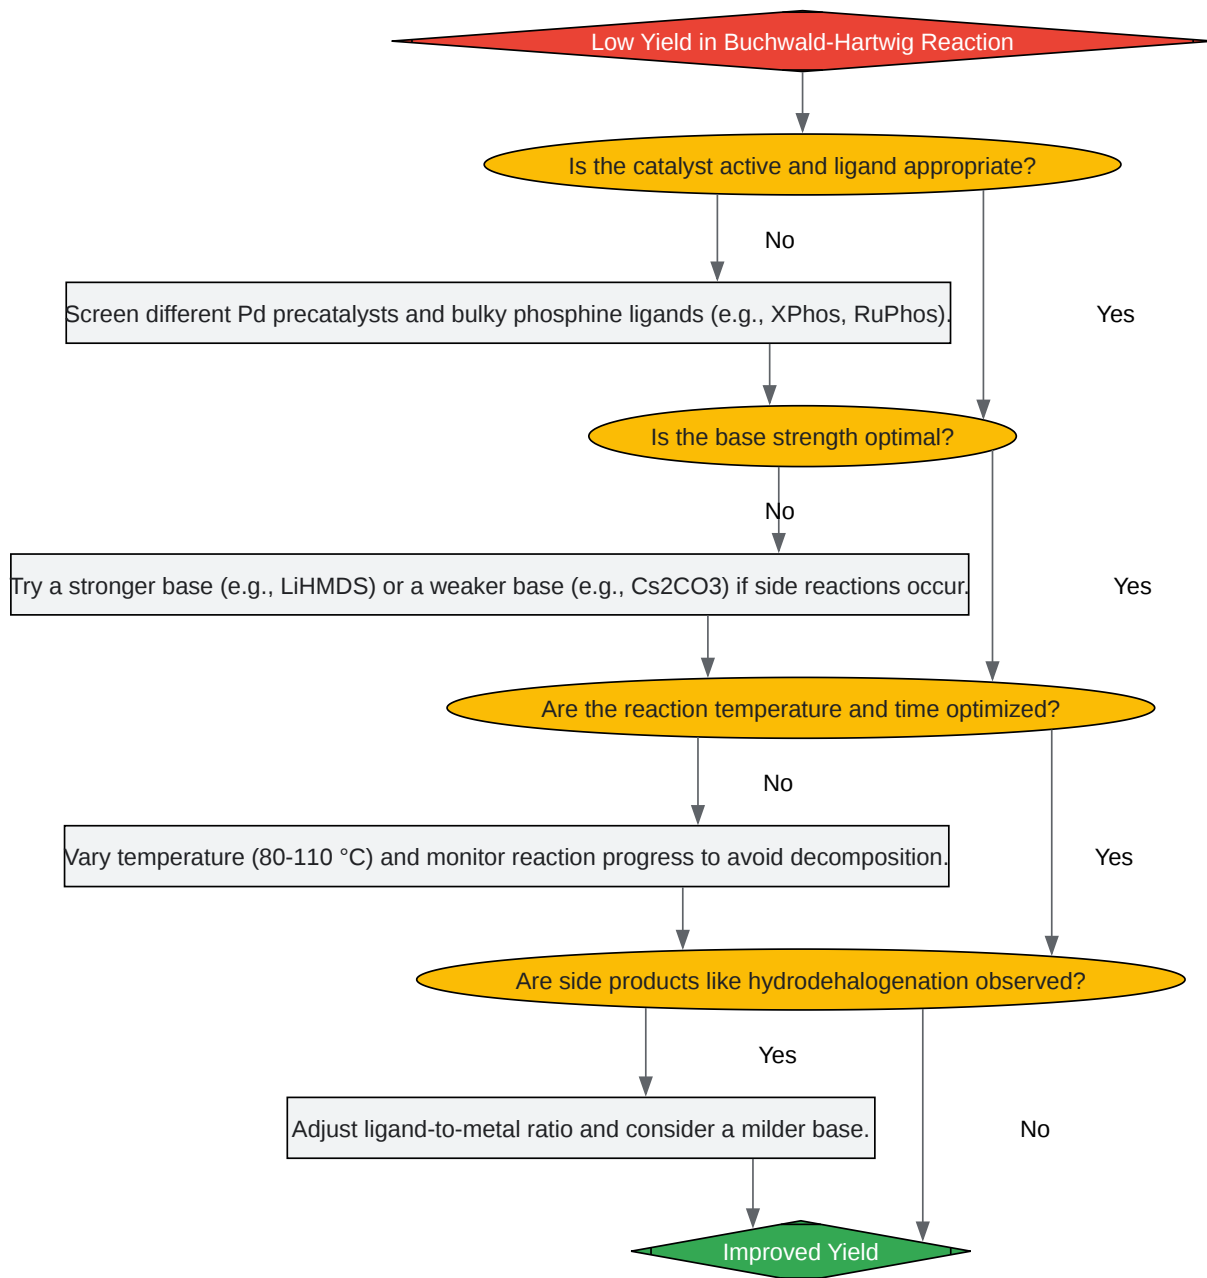 Low Yield in Buchwald-Hartwig Reaction
Is the catalyst active and ligand appropriate?
No
Screen different Pd precatalysts and bulky phosphine ligands (e.g., XPhos, RuPhos).
Yes
Is the base strength optimal?
No
Try a stronger base (e.g., LiHMDS) or a weaker base (e.g., Cs2CO3) if side reactions occur.
Yes
Are the reaction temperature and time optimized?
No
Vary temperature (80-110 °C) and monitor reaction progress to avoid decomposition.
Yes
Are side products like hydrodehalogenation observed?
Yes
Adjust ligand-to-metal ratio and consider a milder base.
No
Improved Yield